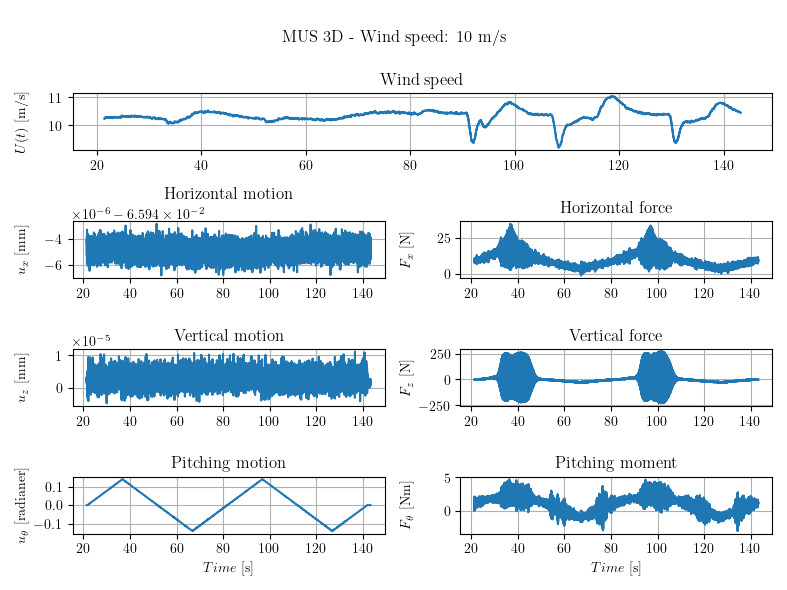 MUS 3D - Wind speed: 10 m/s
Wind speed
U(t) [m/s]
11
10
20 40 60 80 100 120 140
Horizontal motion
×10⁻⁶ − 6.594 × 10⁻²
u_x [mm]
−4
−6
20 40 60 80 100 120 140
Horizontal force
F_x [N]
25
0
20 40 60 80 100 120 140
Vertical motion
×10⁻⁵
u_z [mm]
1
0
20 40 60 80 100 120 140
Vertical force
F_z [N]
250
0
−250
20 40 60 80 100 120 140
Pitching motion
u_θ [radianer]
0.1
0.0
−0.1
20 40 60 80 100 120 140
Time [s]
Pitching moment
F_θ [Nm]
5
0
20 40 60 80 100 120 140
Time [s]